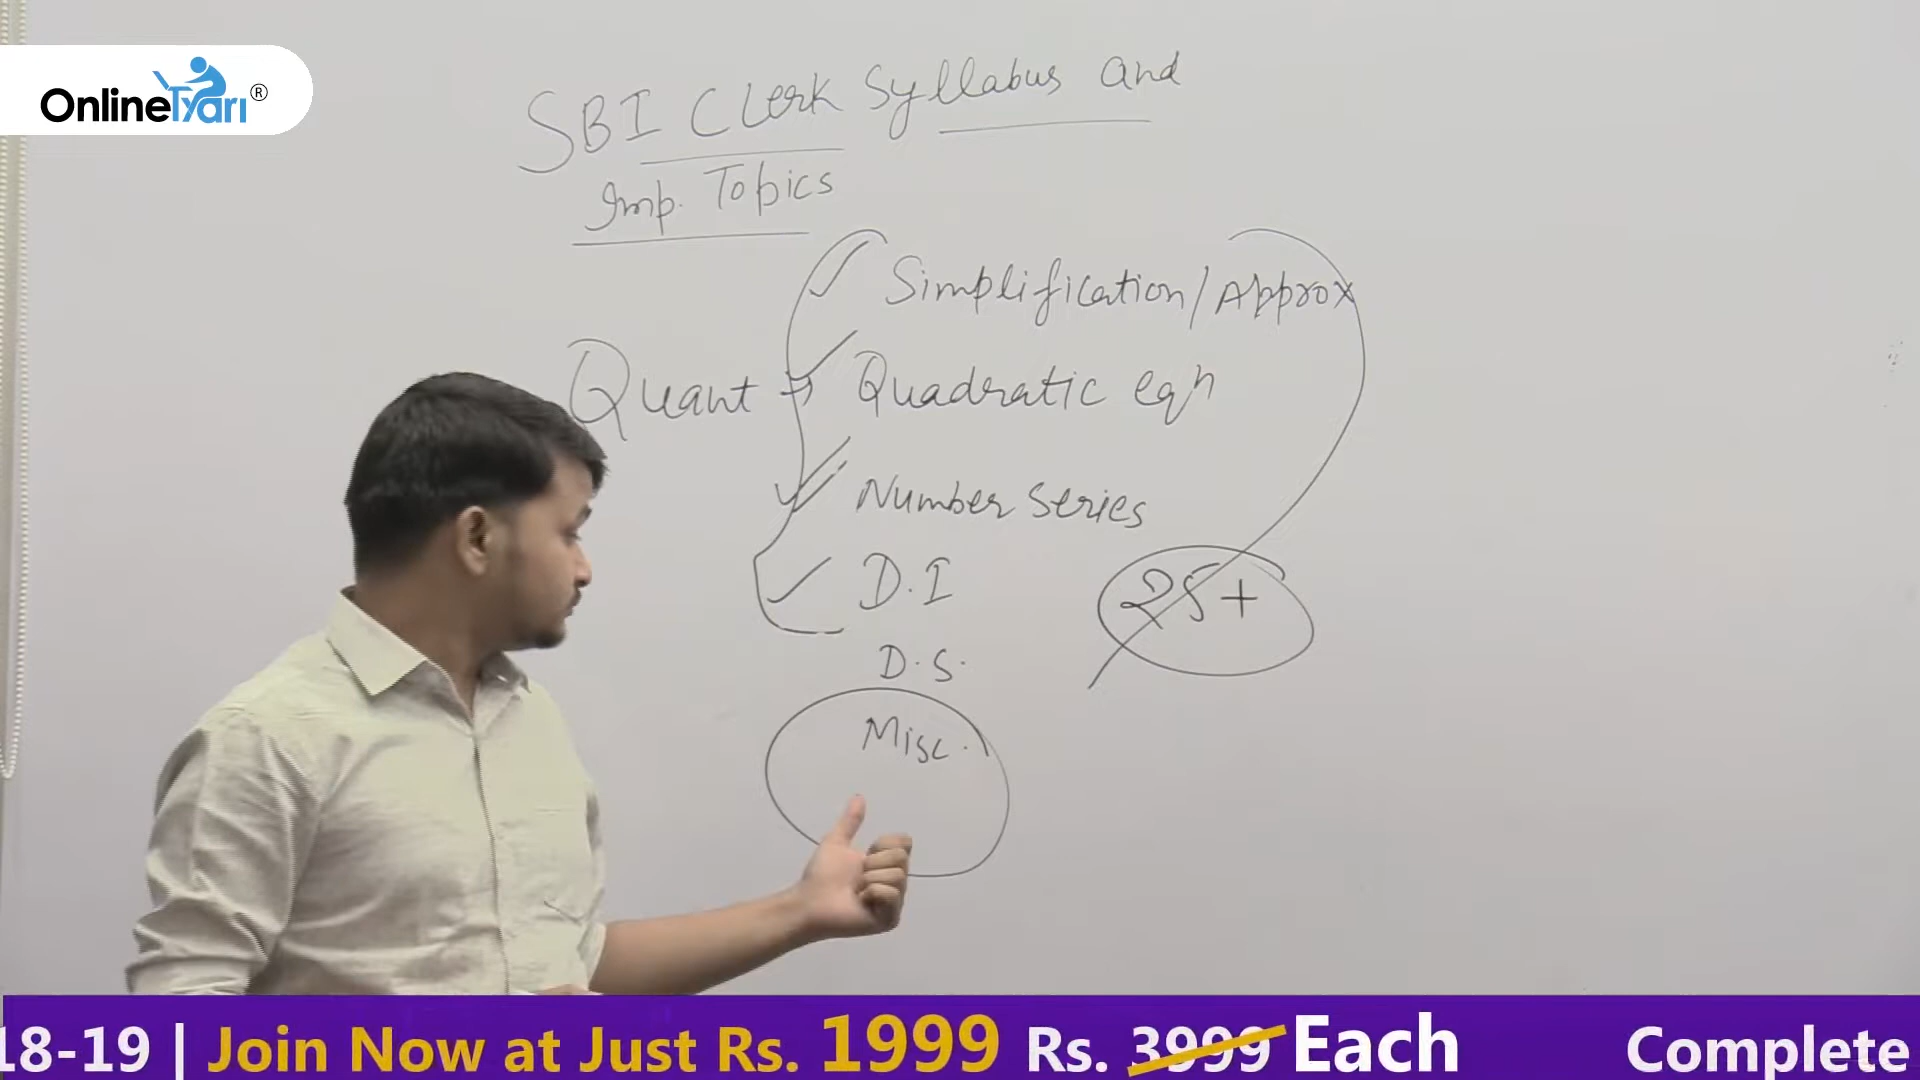 OnlineTyari®
SBI Clerk Syllabus and
Imp. Topics
Simplification/Approx
Quant → Quadratic eqn
Number Series
D.I
25+
D.S.
Misc.
18-19 | Join Now at Just Rs. 1999 Rs. 3999 Each Complete